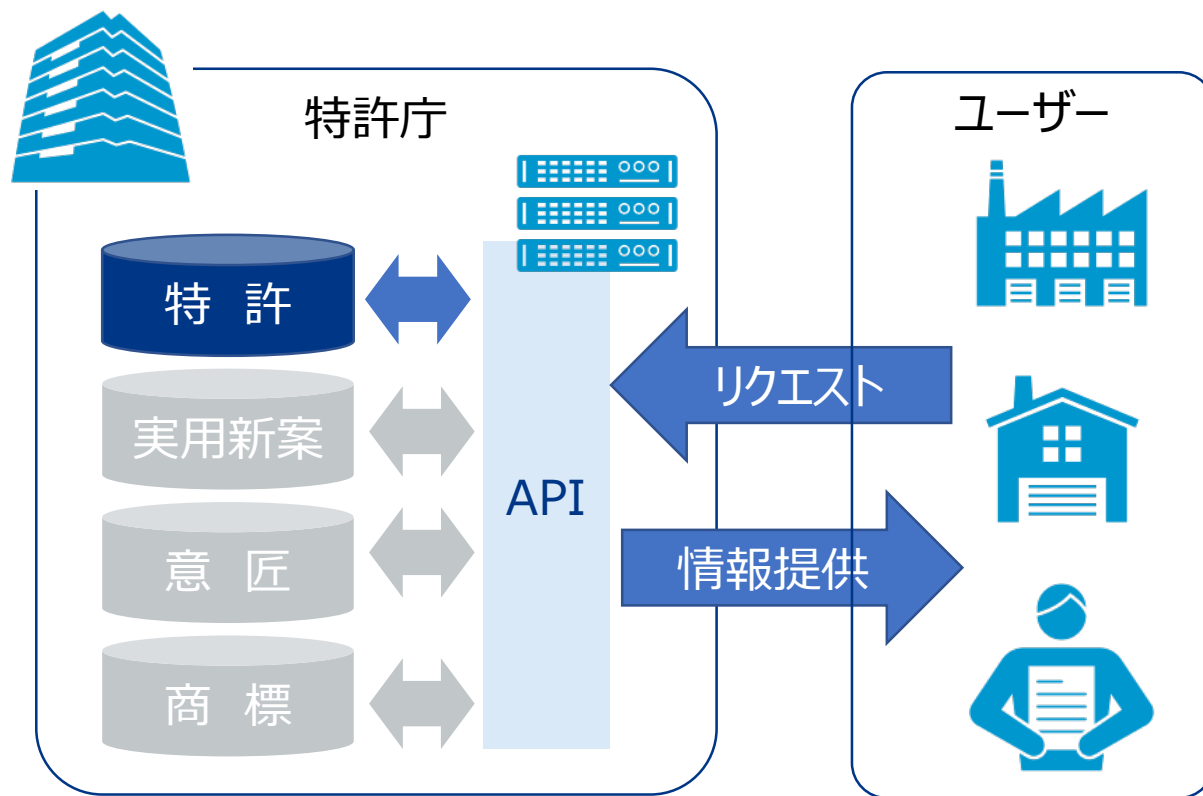 特許庁
ユーザー
特 許
実用新案
意 匠
商 標
API
リクエスト
情報提供